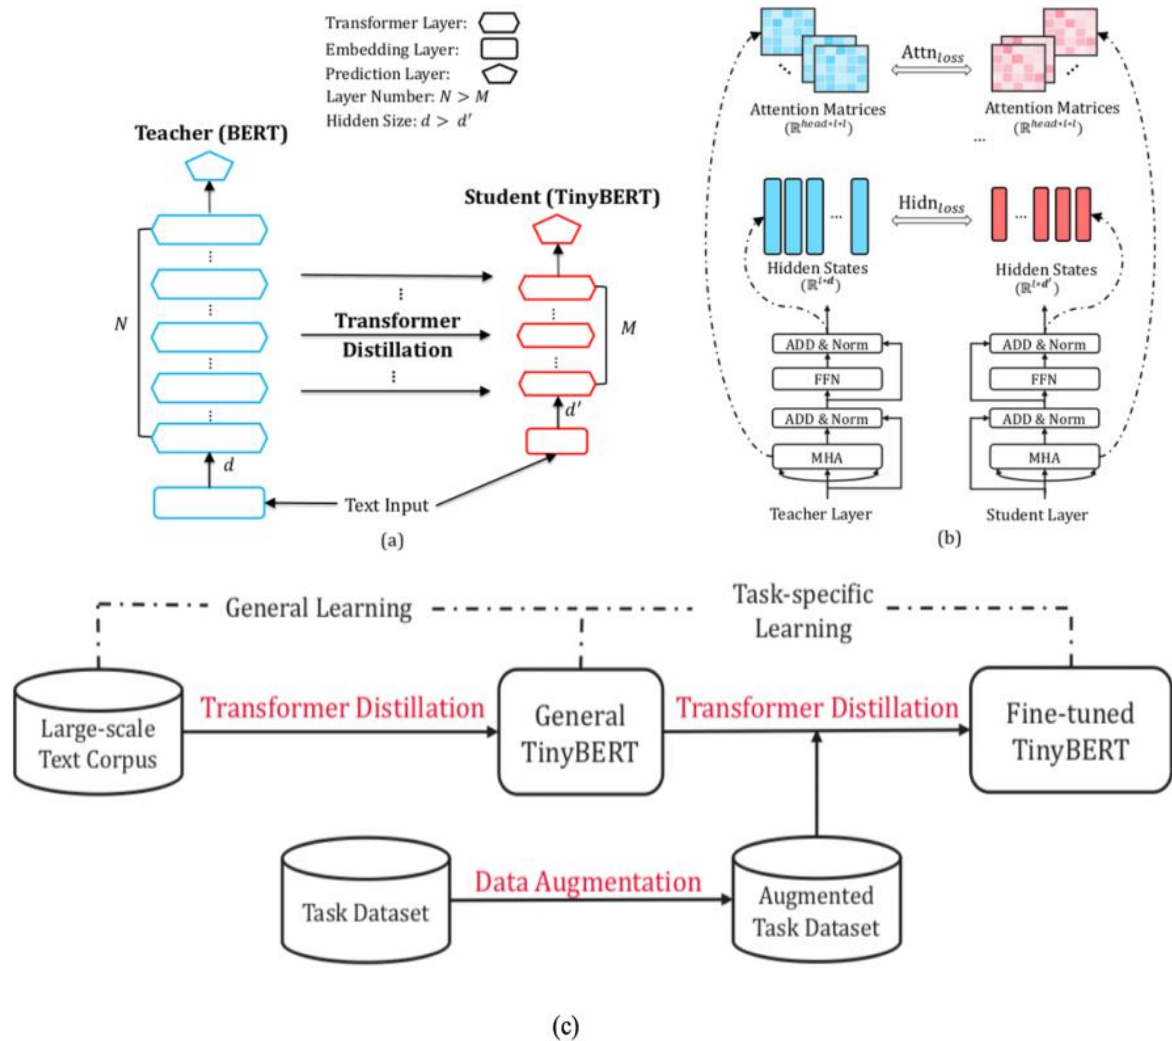 Transformer Layer:
Embedding Layer:
Prediction Layer:
Layer Number: N > M
Hidden Size: d > d′
Teacher (BERT)
Student (TinyBERT)
N
...
...
...
...
Transformer
Distillation
...
...
...
...
M
d
d′
Text Input
(a)
Attn_loss
...
...
Attention Matrices
(ℝ^{head*l*l})
Attention Matrices
(ℝ^{head*l*l})
...
...
Hidn_loss
...
Hidden States
(ℝ^{l*d})
Hidden States
(ℝ^{l*d′})
ADD & Norm
FFN
ADD & Norm
MHA
Teacher Layer
ADD & Norm
FFN
ADD & Norm
MHA
Student Layer
(b)
General Learning
Task-specific
Learning
Large-scale
Text Corpus
Transformer Distillation
General
TinyBERT
Transformer Distillation
Fine-tuned
TinyBERT
Task Dataset
Data Augmentation
Augmented
Task Dataset
(c)